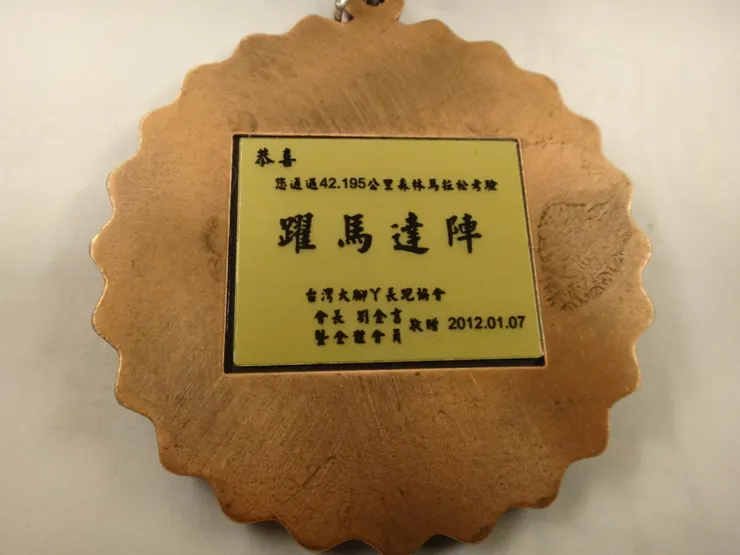 恭喜
您通過42.195公里森林馬拉松考驗
躍馬達陣
台灣大腳丫長跑協會
會長 劉金書
暨全體會員 敬贈 2012.01.07